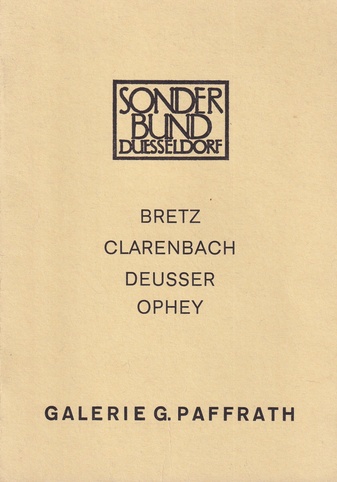 SONDER
BUND
DUESSELDORF
BRETZ
CLARENBACH
DEUSSER
OPHEY
GALERIE G. PAFFRATH